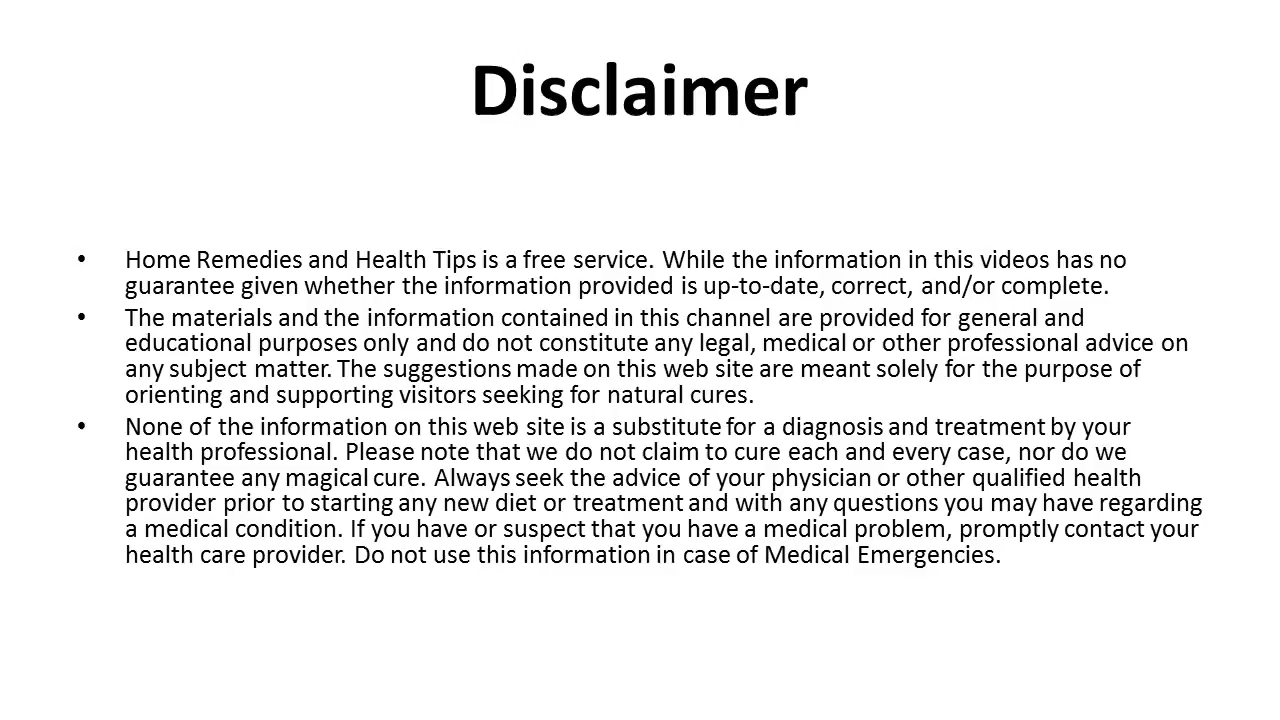 Disclaimer
• Home Remedies and Health Tips is a free service. While the information in this videos has no
guarantee given whether the information provided is up-to-date, correct, and/or complete.
• The materials and the information contained in this channel are provided for general and
educational purposes only and do not constitute any legal, medical or other professional advice on
any subject matter. The suggestions made on this web site are meant solely for the purpose of
orienting and supporting visitors seeking for natural cures.
• None of the information on this web site is a substitute for a diagnosis and treatment by your
health professional. Please note that we do not claim to cure each and every case, nor do we
guarantee any magical cure. Always seek the advice of your physician or other qualified health
provider prior to starting any new diet or treatment and with any questions you may have regarding
a medical condition. If you have or suspect that you have a medical problem, promptly contact your
health care provider. Do not use this information in case of Medical Emergencies.